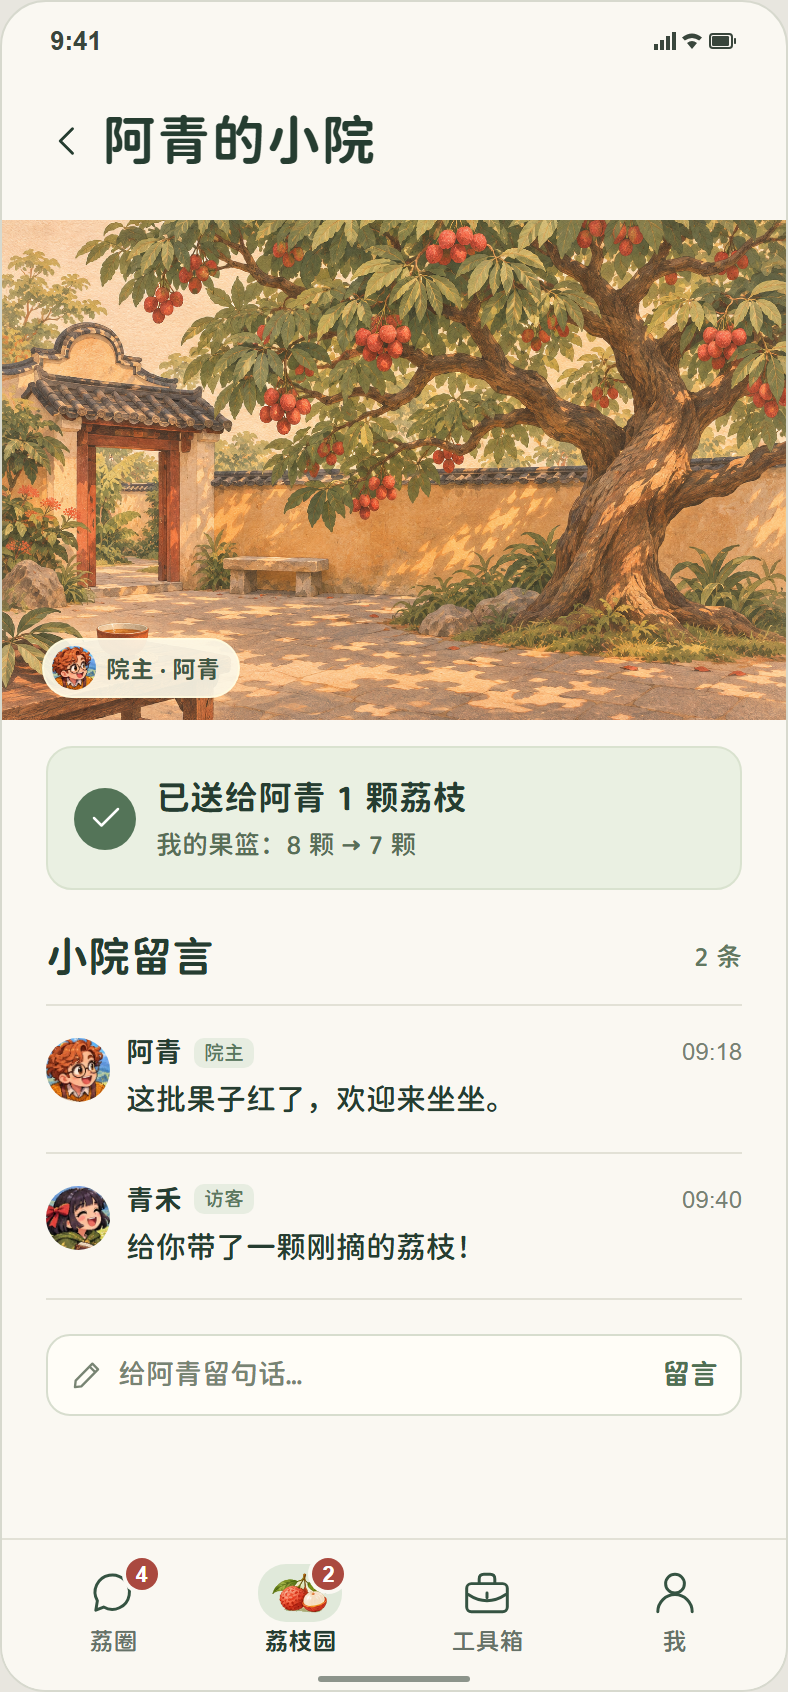 9:41
阿青的小院
院主 · 阿青
已送给阿青 1 颗荔枝
我的果篮：8 颗 → 7 颗
小院留言
2 条
阿青 院主 09:18
这批果子红了，欢迎来坐坐。
青禾 访客 09:40
给你带了一颗刚摘的荔枝！
给阿青留句话… 留言
4 2
荔圈 荔枝园 工具箱 我